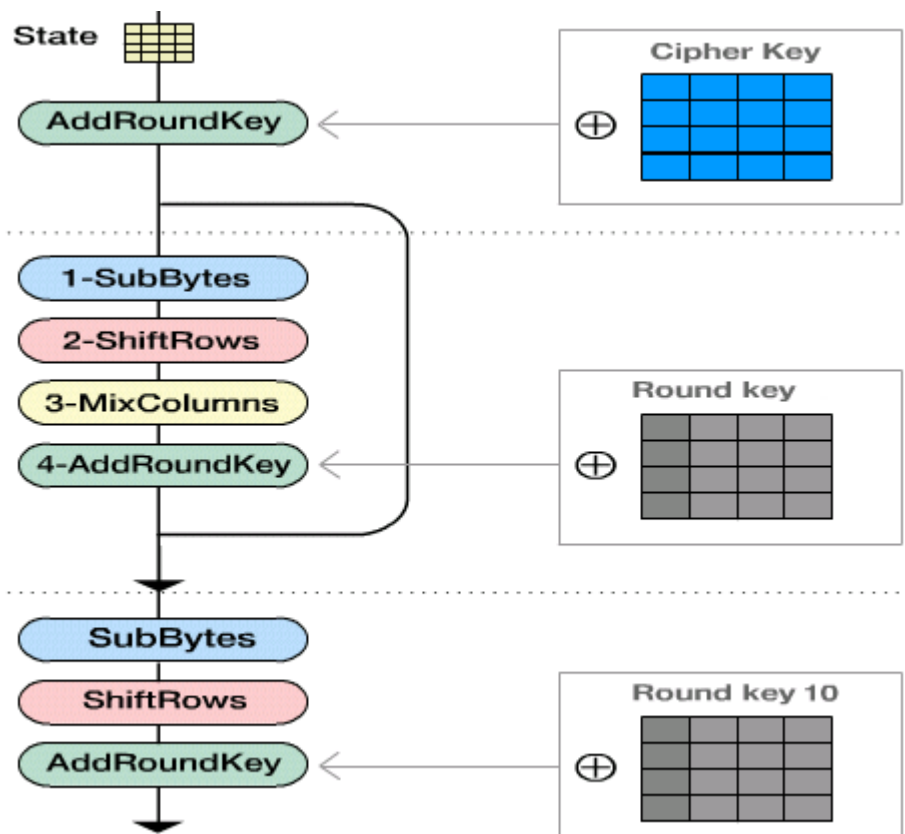 State
Cipher Key
AddRoundKey
1-SubBytes
2-ShiftRows
3-MixColumns
Round key
4-AddRoundKey
SubBytes
ShiftRows
Round key 10
AddRoundKey